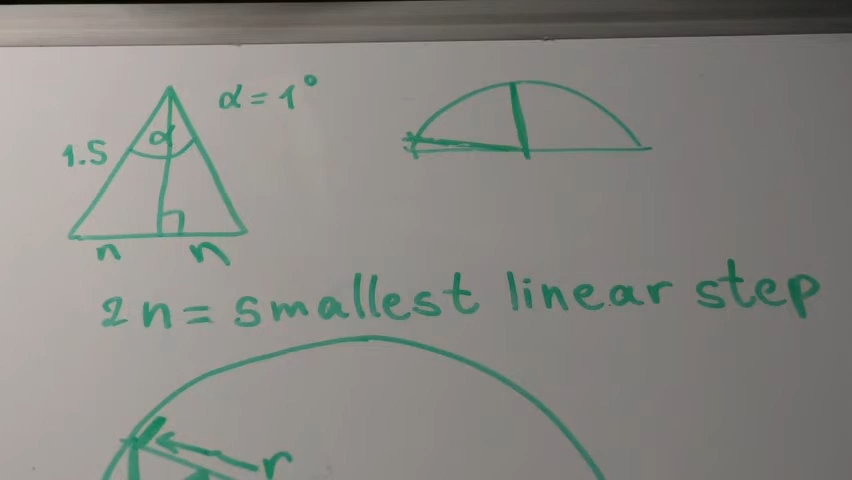 α = 1°
α
1.5
n n
2n = smallest linear step
r